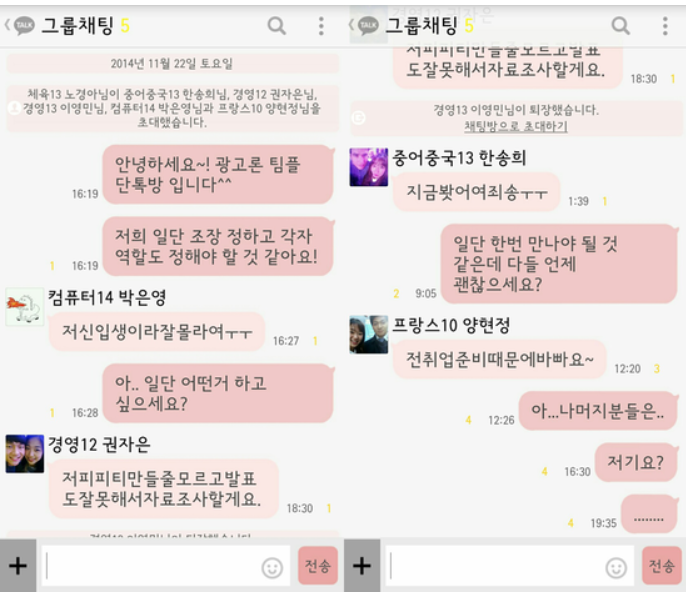 그룹채팅 5
2014년 11월 22일 토요일
체육13 노경아님이 중어중국13 한송희님, 경영12 권자은님,
경영13 이영민님, 컴퓨터14 박은영님과 프랑스10 양현정님을
초대했습니다.
안녕하세요~! 광고론 팀플
단톡방 입니다^^
16:19
저희 일단 조장 정하고 각자
역할도 정해야 할 것 같아요!
1 16:19
컴퓨터14 박은영
저신입생이라잘몰라여ㅜㅜ
16:27 1
아.. 일단 어떤거 하고
싶으세요?
1 16:28
경영12 권자은
저피피티만들줄모르고발표
도잘못해서자료조사할게요.
18:30 1
전송
그룹채팅 5
저피피티만들줄모르고발표
도잘못해서자료조사할게요.
18:30 1
경영13 이영민님이 퇴장했습니다.
채팅방으로 초대하기
중어중국13 한송희
지금봤어여죄송ㅜㅜ
1:39 1
일단 한번 만나야 될 것
같은데 다들 언제
괜찮으세요?
2 9:05
프랑스10 양현정
전취업준비때문에바빠요~
12:20 3
아...나머지분들은..
4 12:26
저기요?
4 16:30
........
4 19:35
전송